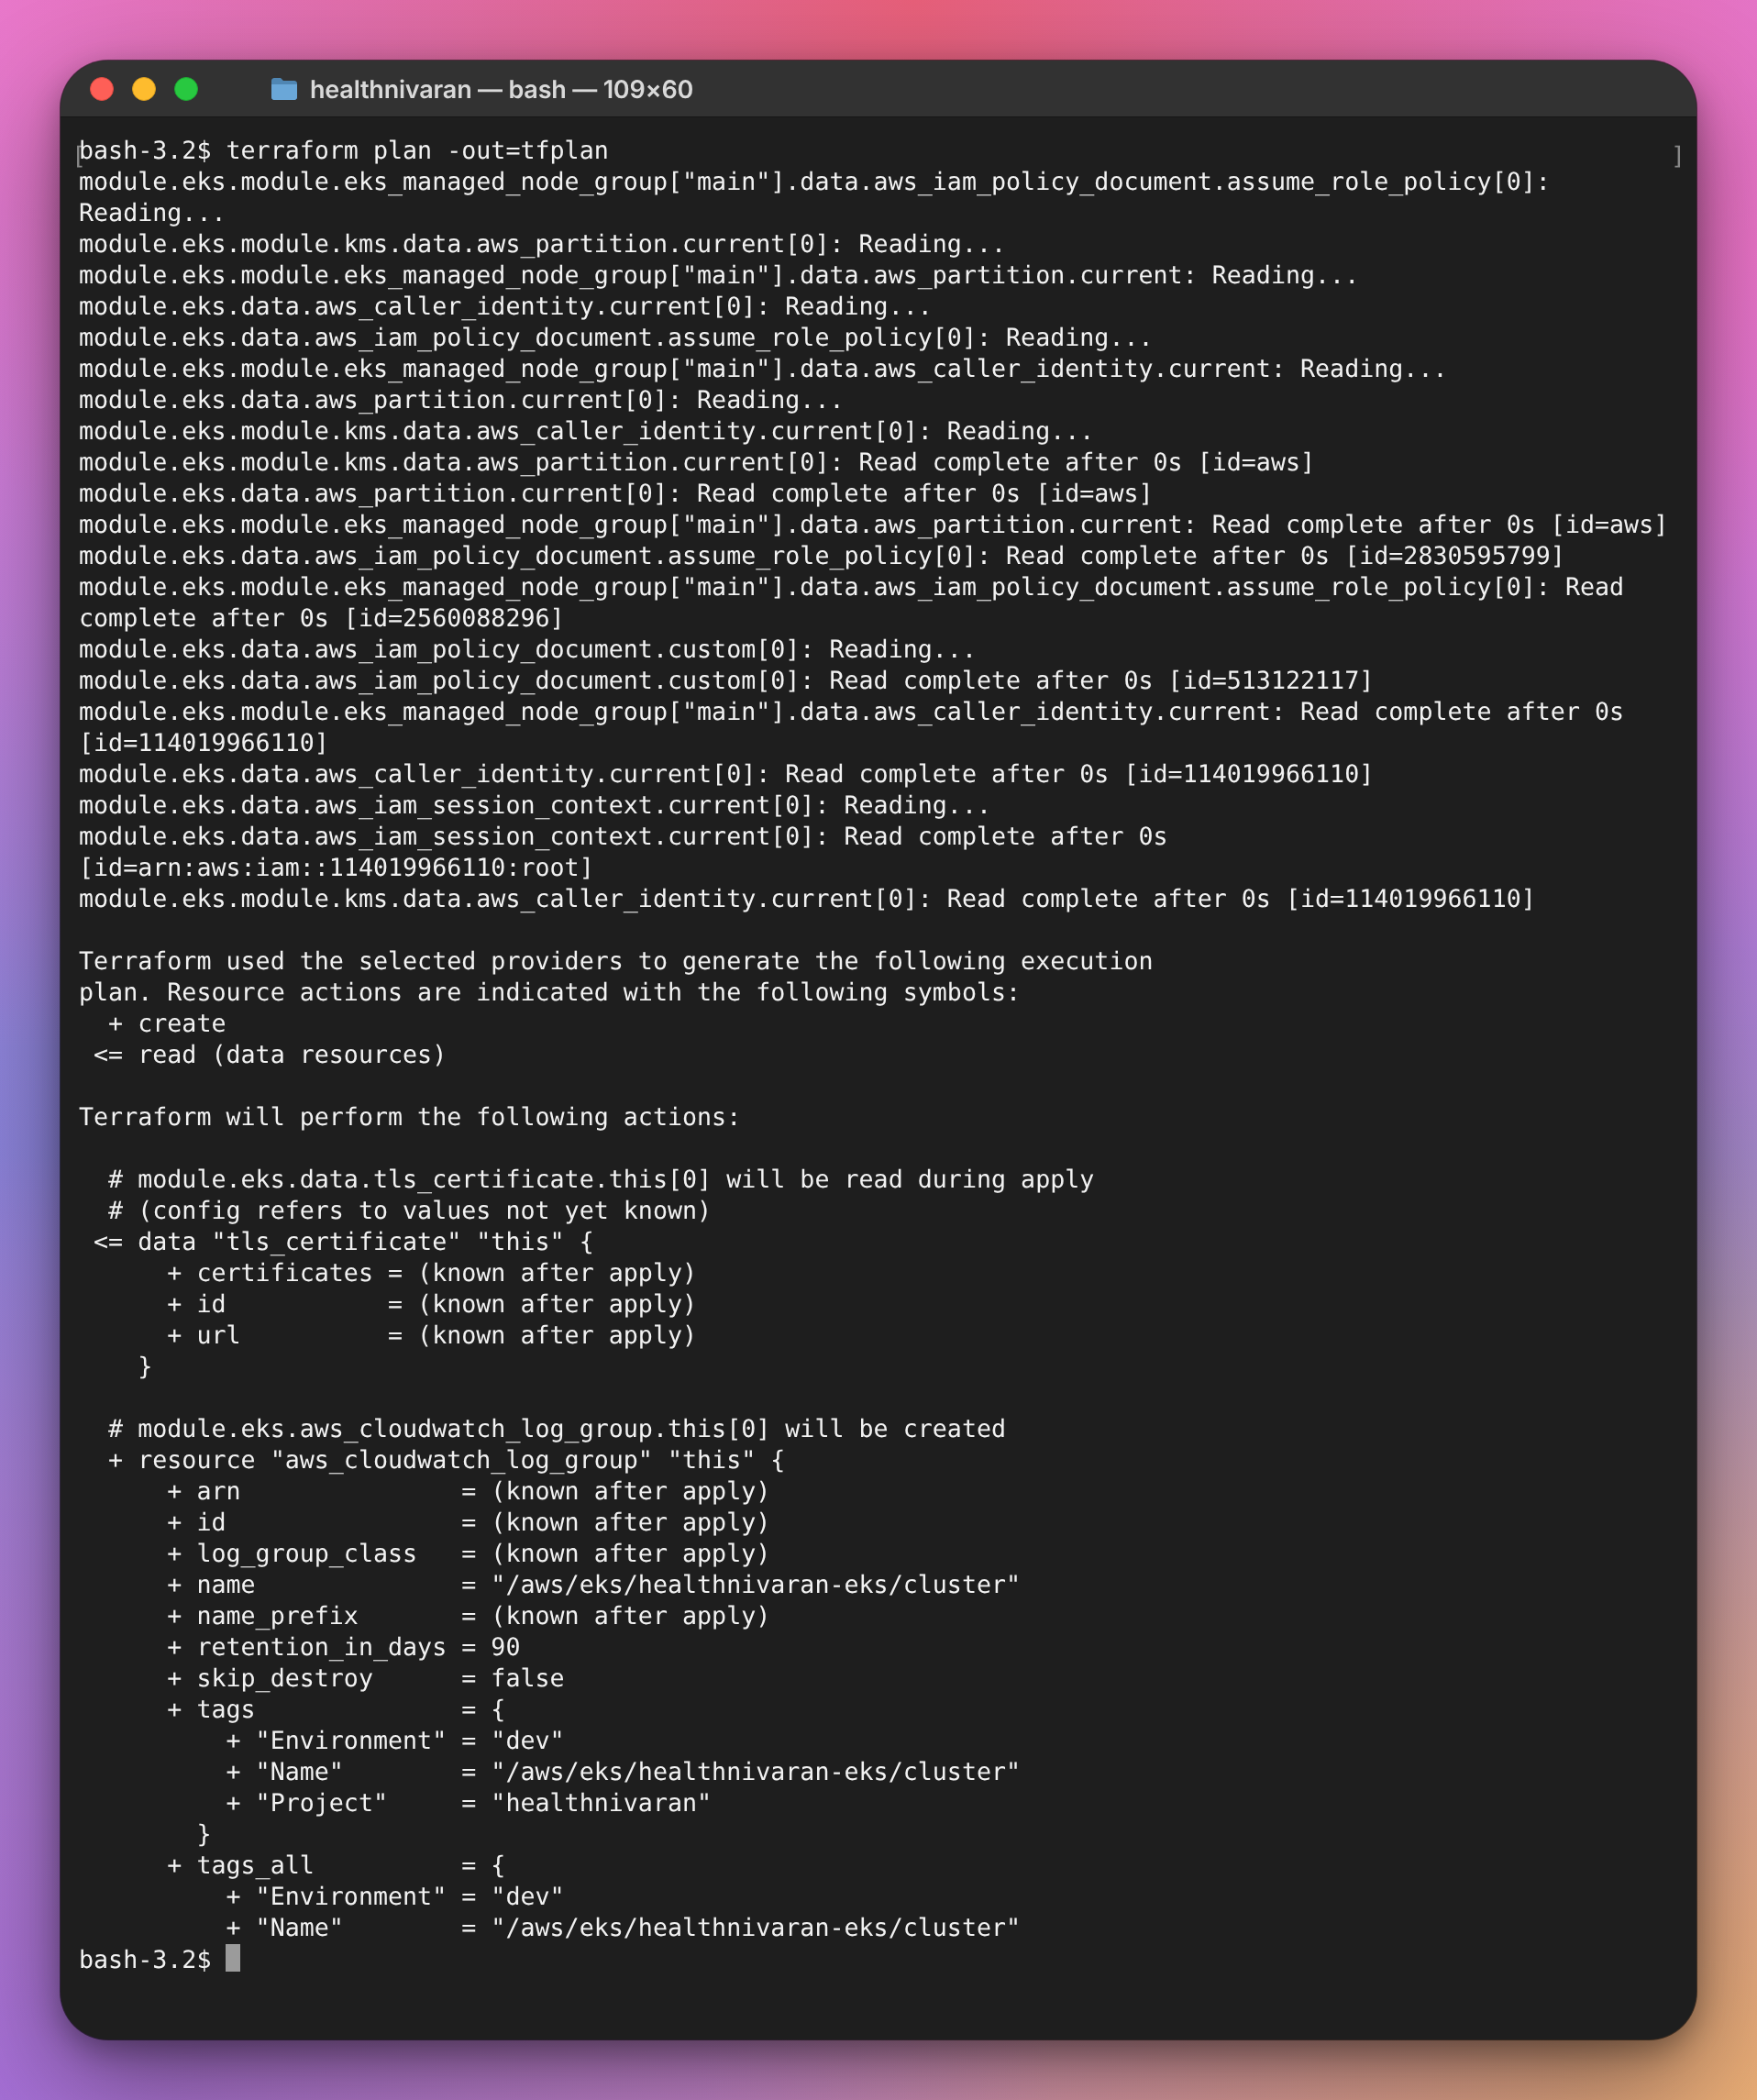 healthnivaran — bash — 109×60
bash-3.2$ terraform plan -out=tfplan
module.eks.module.eks_managed_node_group["main"].data.aws_iam_policy_document.assume_role_policy[0]:
Reading...
module.eks.module.kms.data.aws_partition.current[0]: Reading...
module.eks.module.eks_managed_node_group["main"].data.aws_partition.current: Reading...
module.eks.data.aws_caller_identity.current[0]: Reading...
module.eks.data.aws_iam_policy_document.assume_role_policy[0]: Reading...
module.eks.module.eks_managed_node_group["main"].data.aws_caller_identity.current: Reading...
module.eks.data.aws_partition.current[0]: Reading...
module.eks.module.kms.data.aws_caller_identity.current[0]: Reading...
module.eks.module.kms.data.aws_partition.current[0]: Read complete after 0s [id=aws]
module.eks.data.aws_partition.current[0]: Read complete after 0s [id=aws]
module.eks.module.eks_managed_node_group["main"].data.aws_partition.current: Read complete after 0s [id=aws]
module.eks.data.aws_iam_policy_document.assume_role_policy[0]: Read complete after 0s [id=2830595799]
module.eks.module.eks_managed_node_group["main"].data.aws_iam_policy_document.assume_role_policy[0]: Read
complete after 0s [id=2560088296]
module.eks.data.aws_iam_policy_document.custom[0]: Reading...
module.eks.data.aws_iam_policy_document.custom[0]: Read complete after 0s [id=513122117]
module.eks.module.eks_managed_node_group["main"].data.aws_caller_identity.current: Read complete after 0s
[id=114019966110]
module.eks.data.aws_caller_identity.current[0]: Read complete after 0s [id=114019966110]
module.eks.data.aws_iam_session_context.current[0]: Reading...
module.eks.data.aws_iam_session_context.current[0]: Read complete after 0s
[id=arn:aws:iam::114019966110:root]
module.eks.module.kms.data.aws_caller_identity.current[0]: Read complete after 0s [id=114019966110]

Terraform used the selected providers to generate the following execution
plan. Resource actions are indicated with the following symbols:
  + create
 <= read (data resources)

Terraform will perform the following actions:

  # module.eks.data.tls_certificate.this[0] will be read during apply
  # (config refers to values not yet known)
 <= data "tls_certificate" "this" {
      + certificates = (known after apply)
      + id           = (known after apply)
      + url          = (known after apply)
    }

  # module.eks.aws_cloudwatch_log_group.this[0] will be created
  + resource "aws_cloudwatch_log_group" "this" {
      + arn               = (known after apply)
      + id                = (known after apply)
      + log_group_class   = (known after apply)
      + name              = "/aws/eks/healthnivaran-eks/cluster"
      + name_prefix       = (known after apply)
      + retention_in_days = 90
      + skip_destroy      = false
      + tags              = {
          + "Environment" = "dev"
          + "Name"        = "/aws/eks/healthnivaran-eks/cluster"
          + "Project"     = "healthnivaran"
        }
      + tags_all          = {
          + "Environment" = "dev"
          + "Name"        = "/aws/eks/healthnivaran-eks/cluster"
bash-3.2$